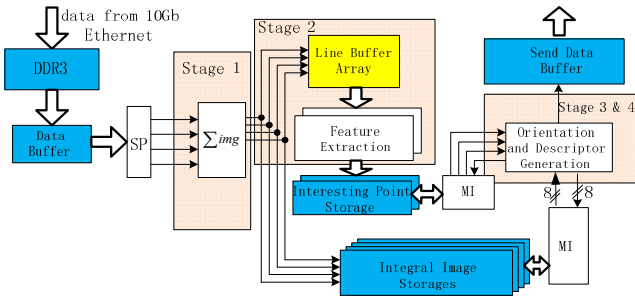 data from 10Gb
Ethernet
DDR3
Data
Buffer
SP
Stage 1
∑img
Stage 2
Line Buffer
Array
Feature
Extraction
Interesting Point
Storage
MI
Send Data
Buffer
Stage 3 & 4
Orientation
and Descriptor
Generation
8
8
MI
Integral Image
Storages